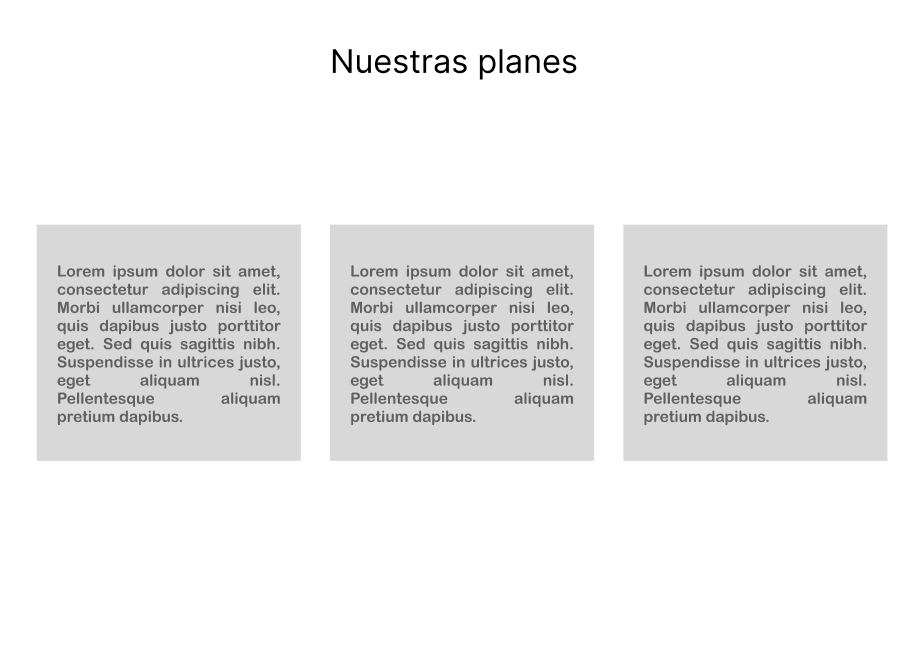 Nuestras planes
Lorem ipsum dolor sit amet,
consectetur adipiscing elit.
Morbi ullamcorper nisi leo,
quis dapibus justo porttitor
eget. Sed quis sagittis nibh.
Suspendisse in ultrices justo,
eget aliquam nisl.
Pellentesque aliquam
pretium dapibus.
Lorem ipsum dolor sit amet,
consectetur adipiscing elit.
Morbi ullamcorper nisi leo,
quis dapibus justo porttitor
eget. Sed quis sagittis nibh.
Suspendisse in ultrices justo,
eget aliquam nisl.
Pellentesque aliquam
pretium dapibus.
Lorem ipsum dolor sit amet,
consectetur adipiscing elit.
Morbi ullamcorper nisi leo,
quis dapibus justo porttitor
eget. Sed quis sagittis nibh.
Suspendisse in ultrices justo,
eget aliquam nisl.
Pellentesque aliquam
pretium dapibus.